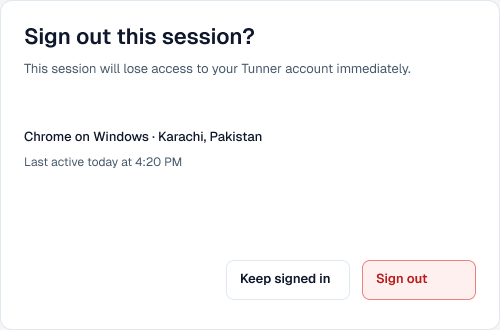 Sign out this session?
This session will lose access to your Tunner account immediately.
Chrome on Windows · Karachi, Pakistan
Last active today at 4:20 PM
Keep signed in
Sign out